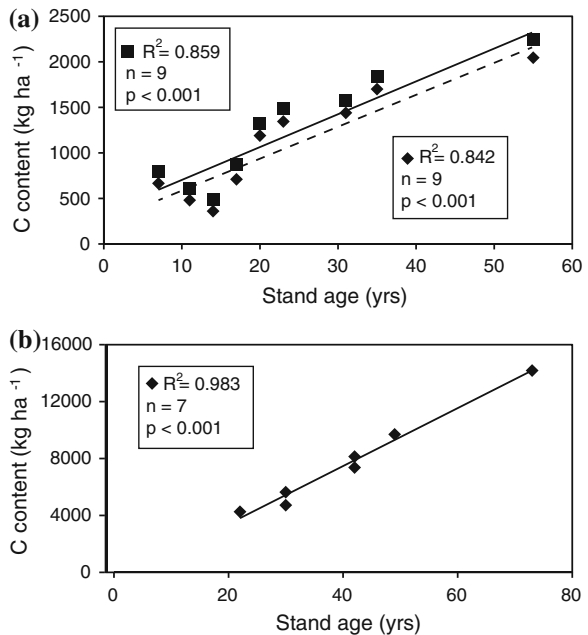 (a)
2500
2000
1500
1000
500
0
C content (kg ha -1)
■ R2= 0.859
n = 9
p < 0.001
◆ R2= 0.842
n = 9
p < 0.001
0 10 20 30 40 50 60
Stand age (yrs)
(b)
16000
12000
8000
4000
0
C content (kg ha -1)
◆ R2= 0.983
n = 7
p < 0.001
0 20 40 60 80
Stand age (yrs)